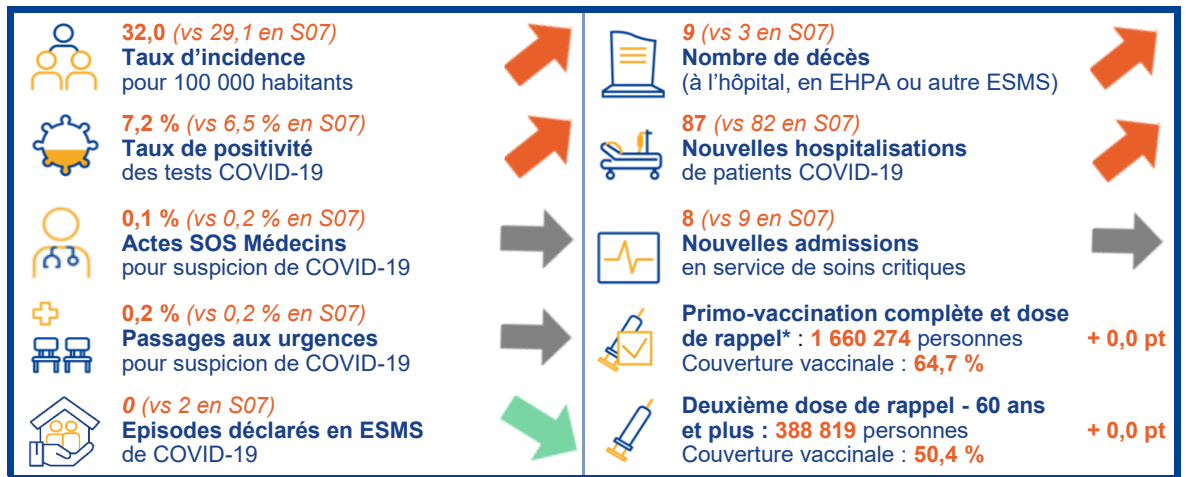 32,0 (vs 29,1 en S07)
Taux d’incidence
pour 100 000 habitants
7,2 % (vs 6,5 % en S07)
Taux de positivité
des tests COVID-19
0,1 % (vs 0,2 % en S07)
Actes SOS Médecins
pour suspicion de COVID-19
0,2 % (vs 0,2 % en S07)
Passages aux urgences
pour suspicion de COVID-19
0 (vs 2 en S07)
Episodes déclarés en ESMS
de COVID-19
9 (vs 3 en S07)
Nombre de décès
(à l’hôpital, en EHPA ou autre ESMS)
87 (vs 82 en S07)
Nouvelles hospitalisations
de patients COVID-19
8 (vs 9 en S07)
Nouvelles admissions
en service de soins critiques
Primo-vaccination complète et dose
de rappel* : 1 660 274 personnes + 0,0 pt
Couverture vaccinale : 64,7 %
Deuxième dose de rappel - 60 ans
et plus : 388 819 personnes + 0,0 pt
Couverture vaccinale : 50,4 %